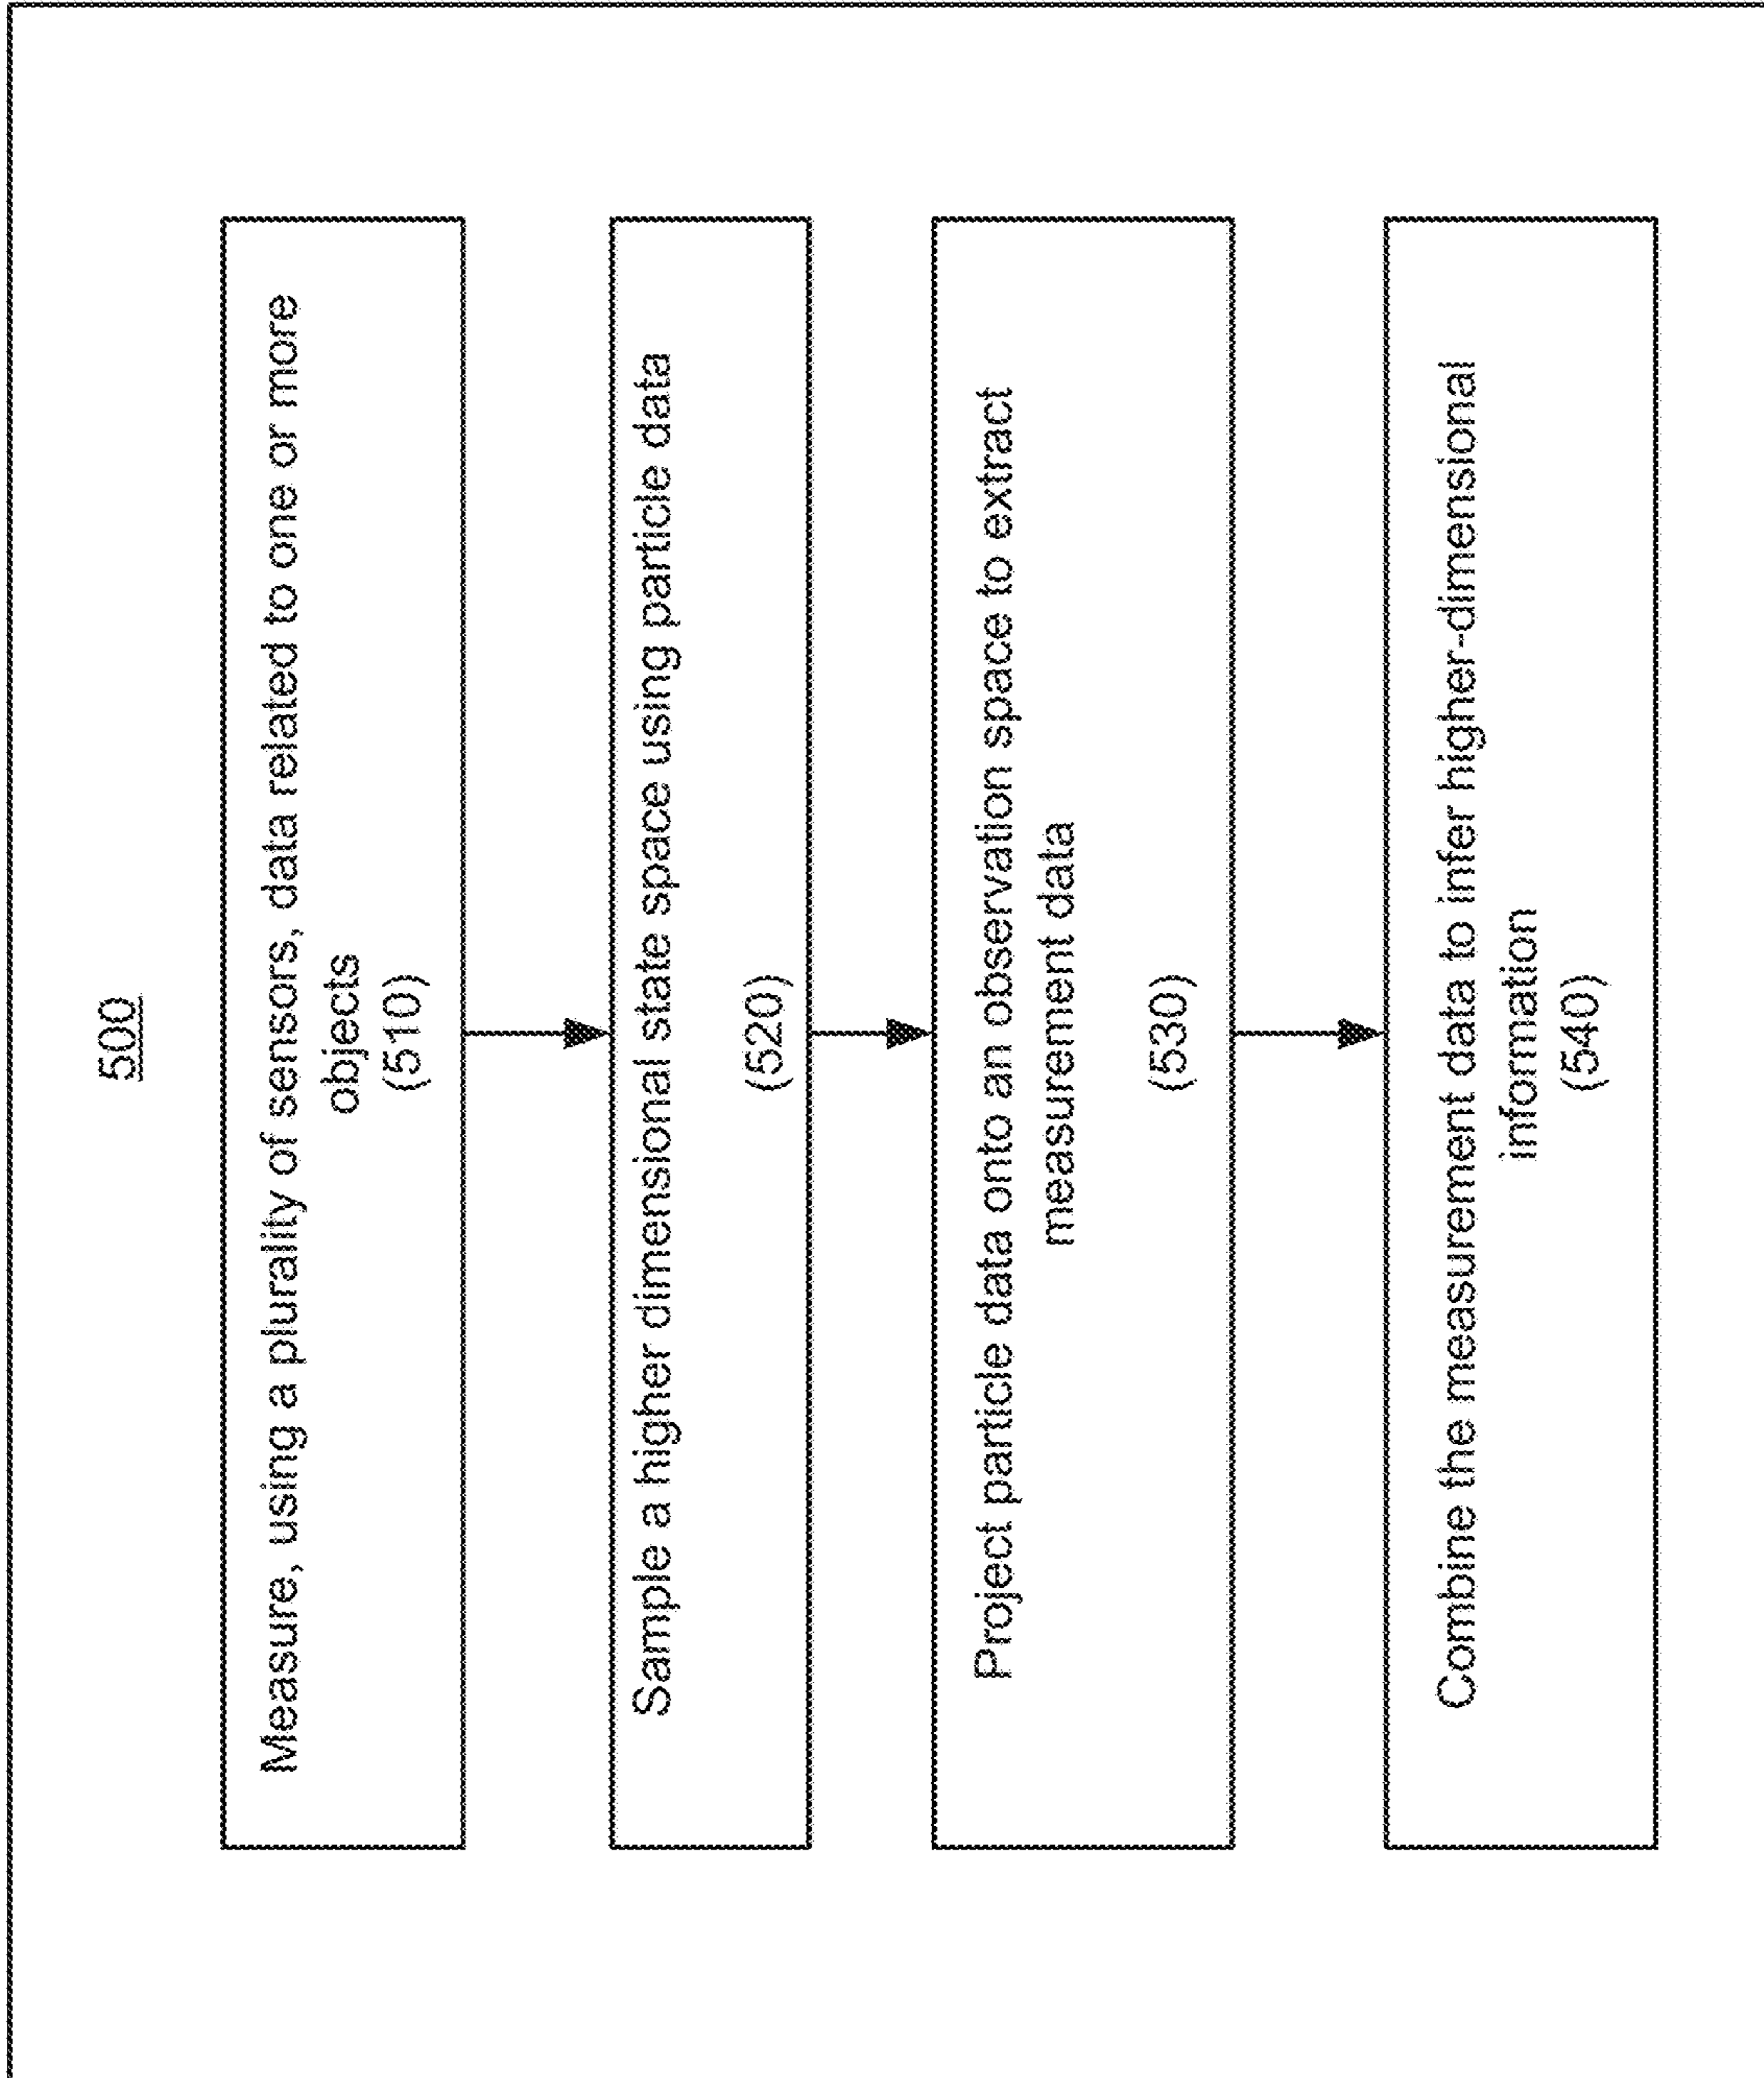 500
Measure, using a plurality of sensors, data related to one or more
objects
(510)
Sample a higher dimensional state space using particle data
(520)
Project particle data onto an observation space to extract
measurement data
(530)
Combine the measurement data to infer higher-dimensional
information
(540)